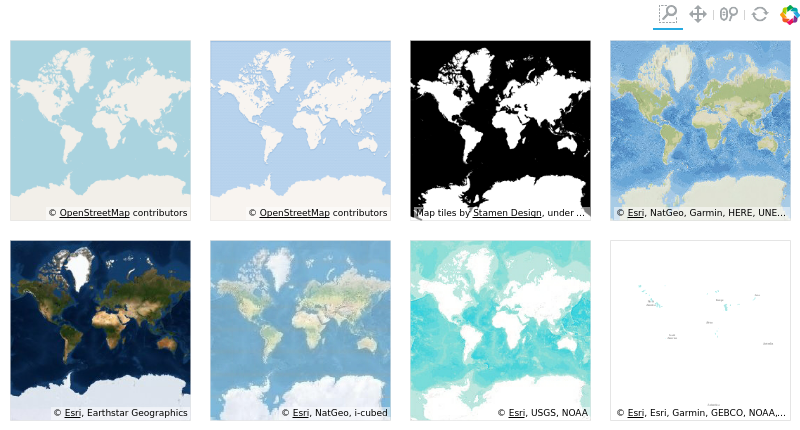 © OpenStreetMap contributors
© OpenStreetMap contributors
Map tiles by Stamen Design, under ...
© Esri, NatGeo, Garmin, HERE, UNE...
© Esri, Earthstar Geographics
© Esri, NatGeo, i-cubed
© Esri, USGS, NOAA
© Esri, Esri, Garmin, GEBCO, NOAA,...